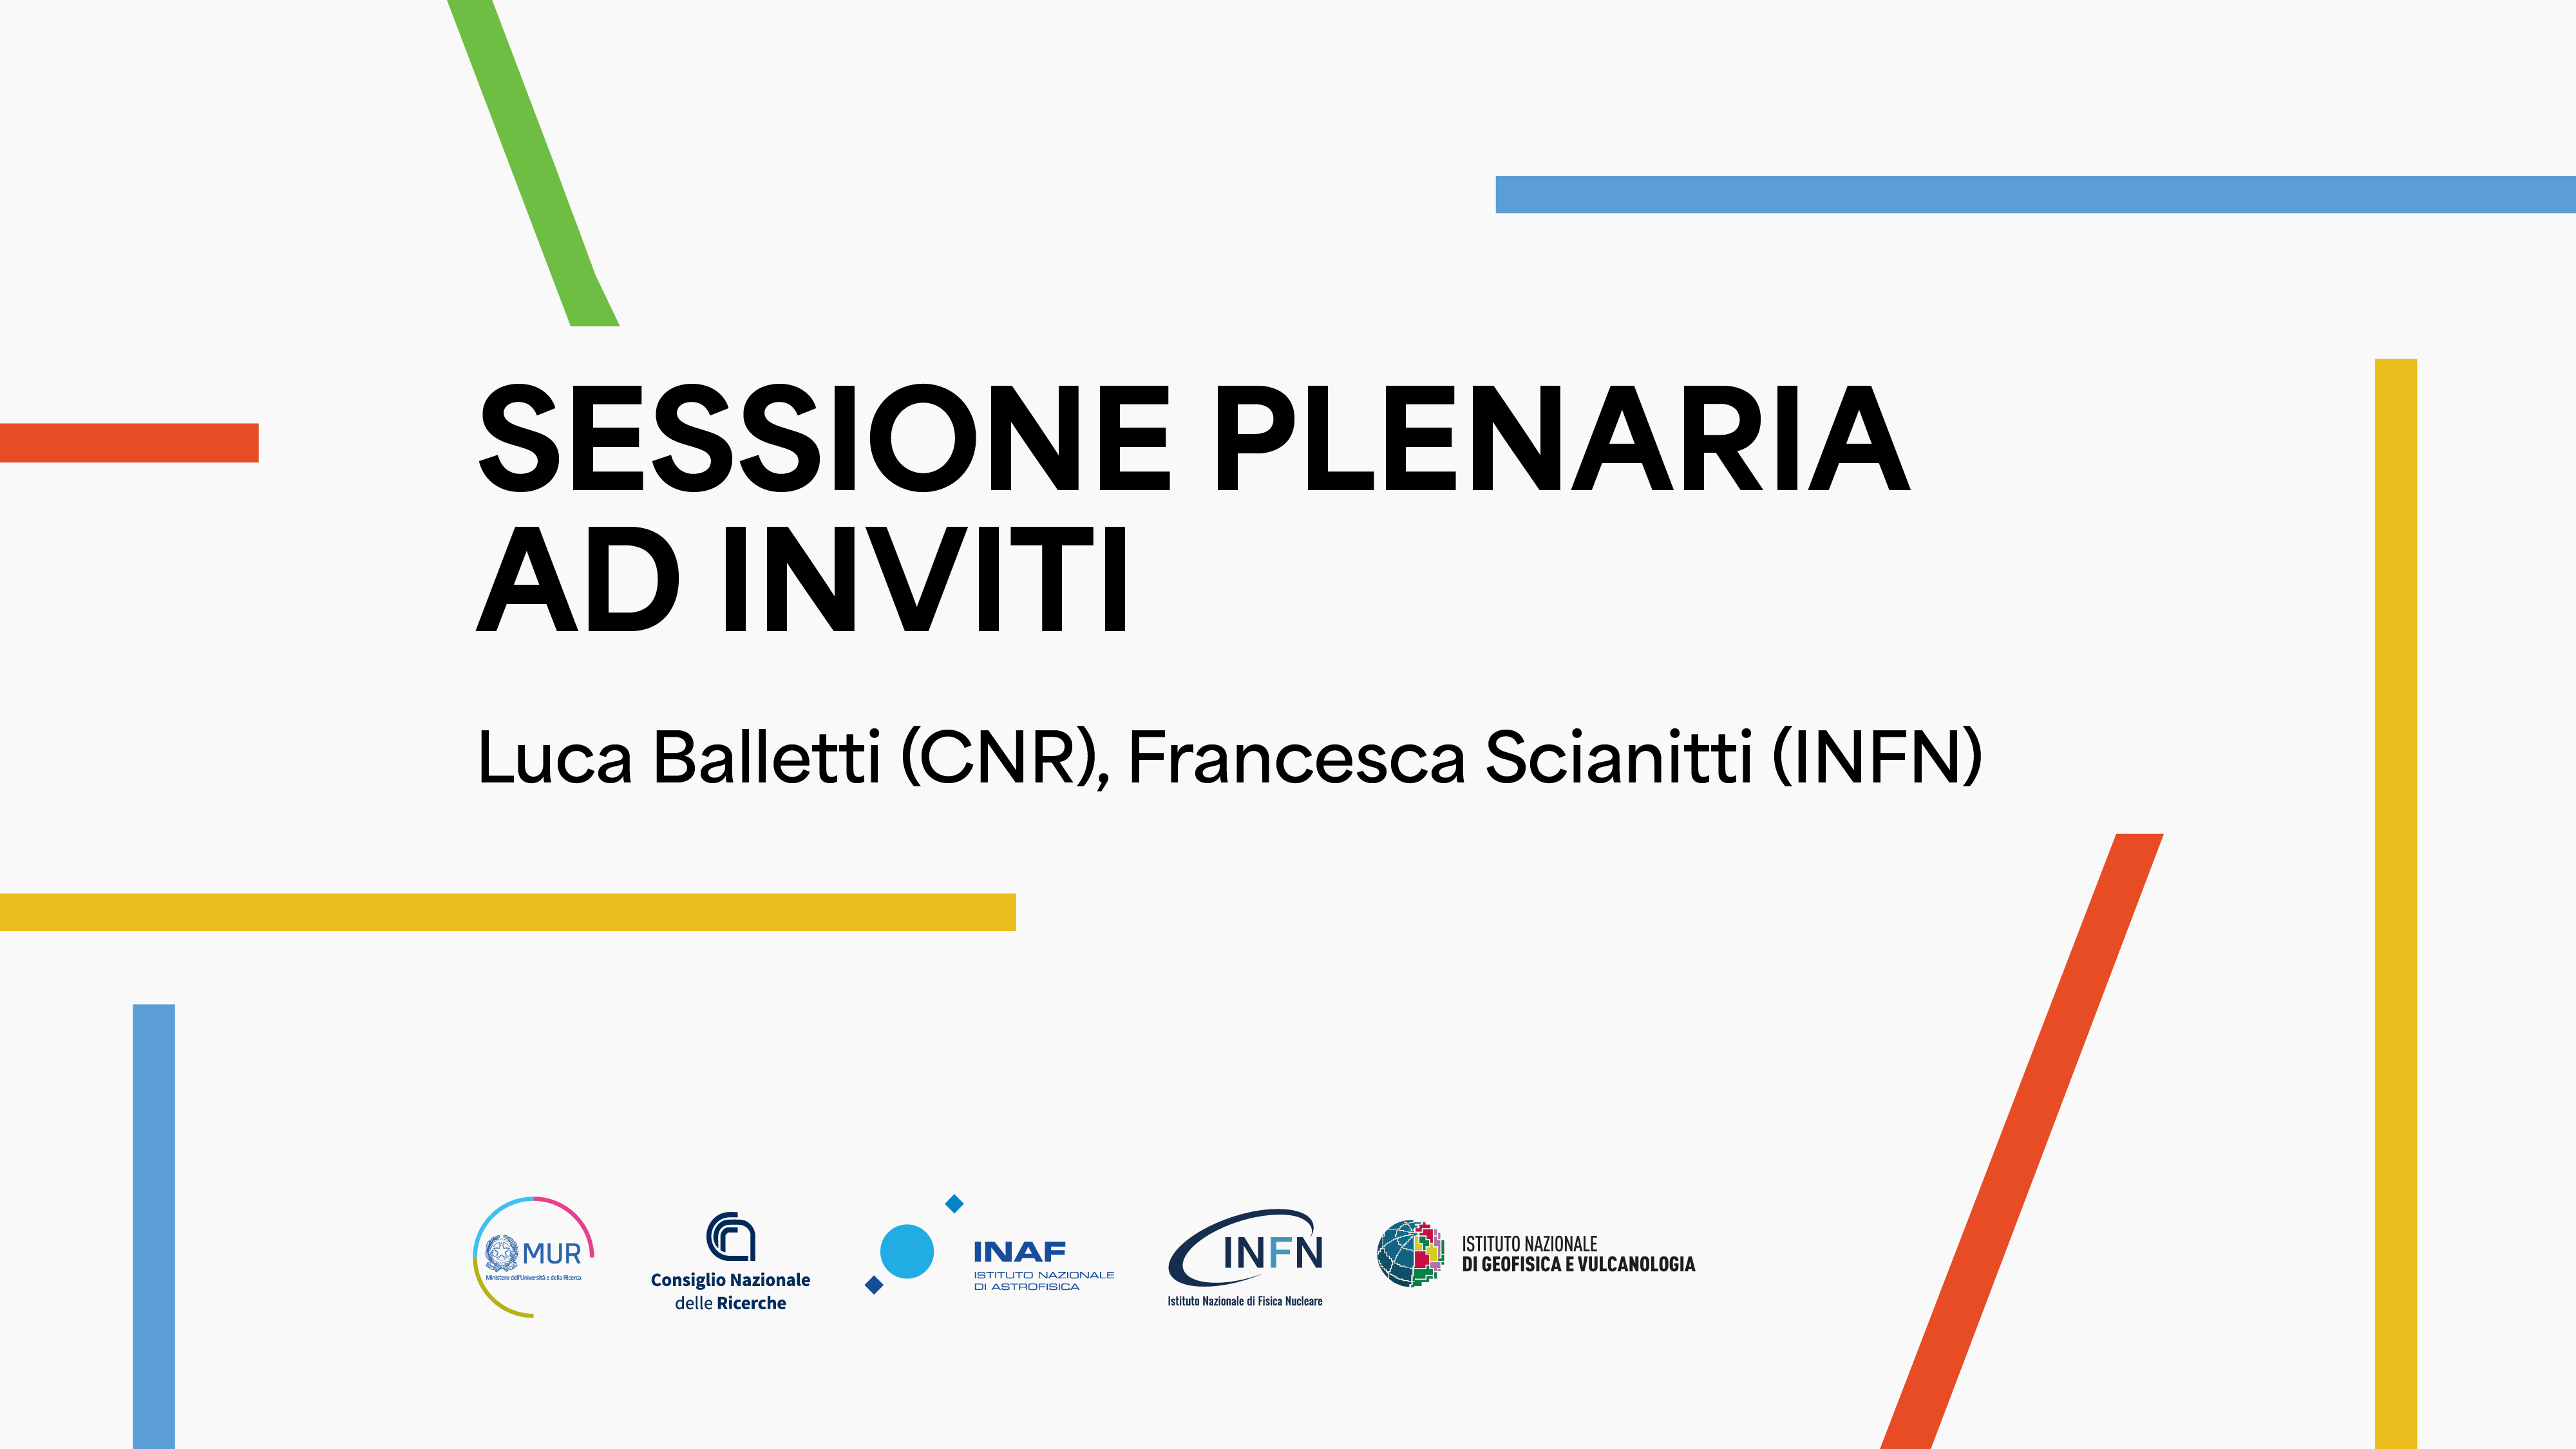 SESSIONE PLENARIA
AD INVITI
Luca Balletti (CNR), Francesca Scianitti (INFN)
MUR
Ministero dell'Università e della Ricerca
Consiglio Nazionale
delle Ricerche
INAF
ISTITUTO NAZIONALE
DI ASTROFISICA
INFN
Istituto Nazionale di Fisica Nucleare
ISTITUTO NAZIONALE
DI GEOFISICA E VULCANOLOGIA